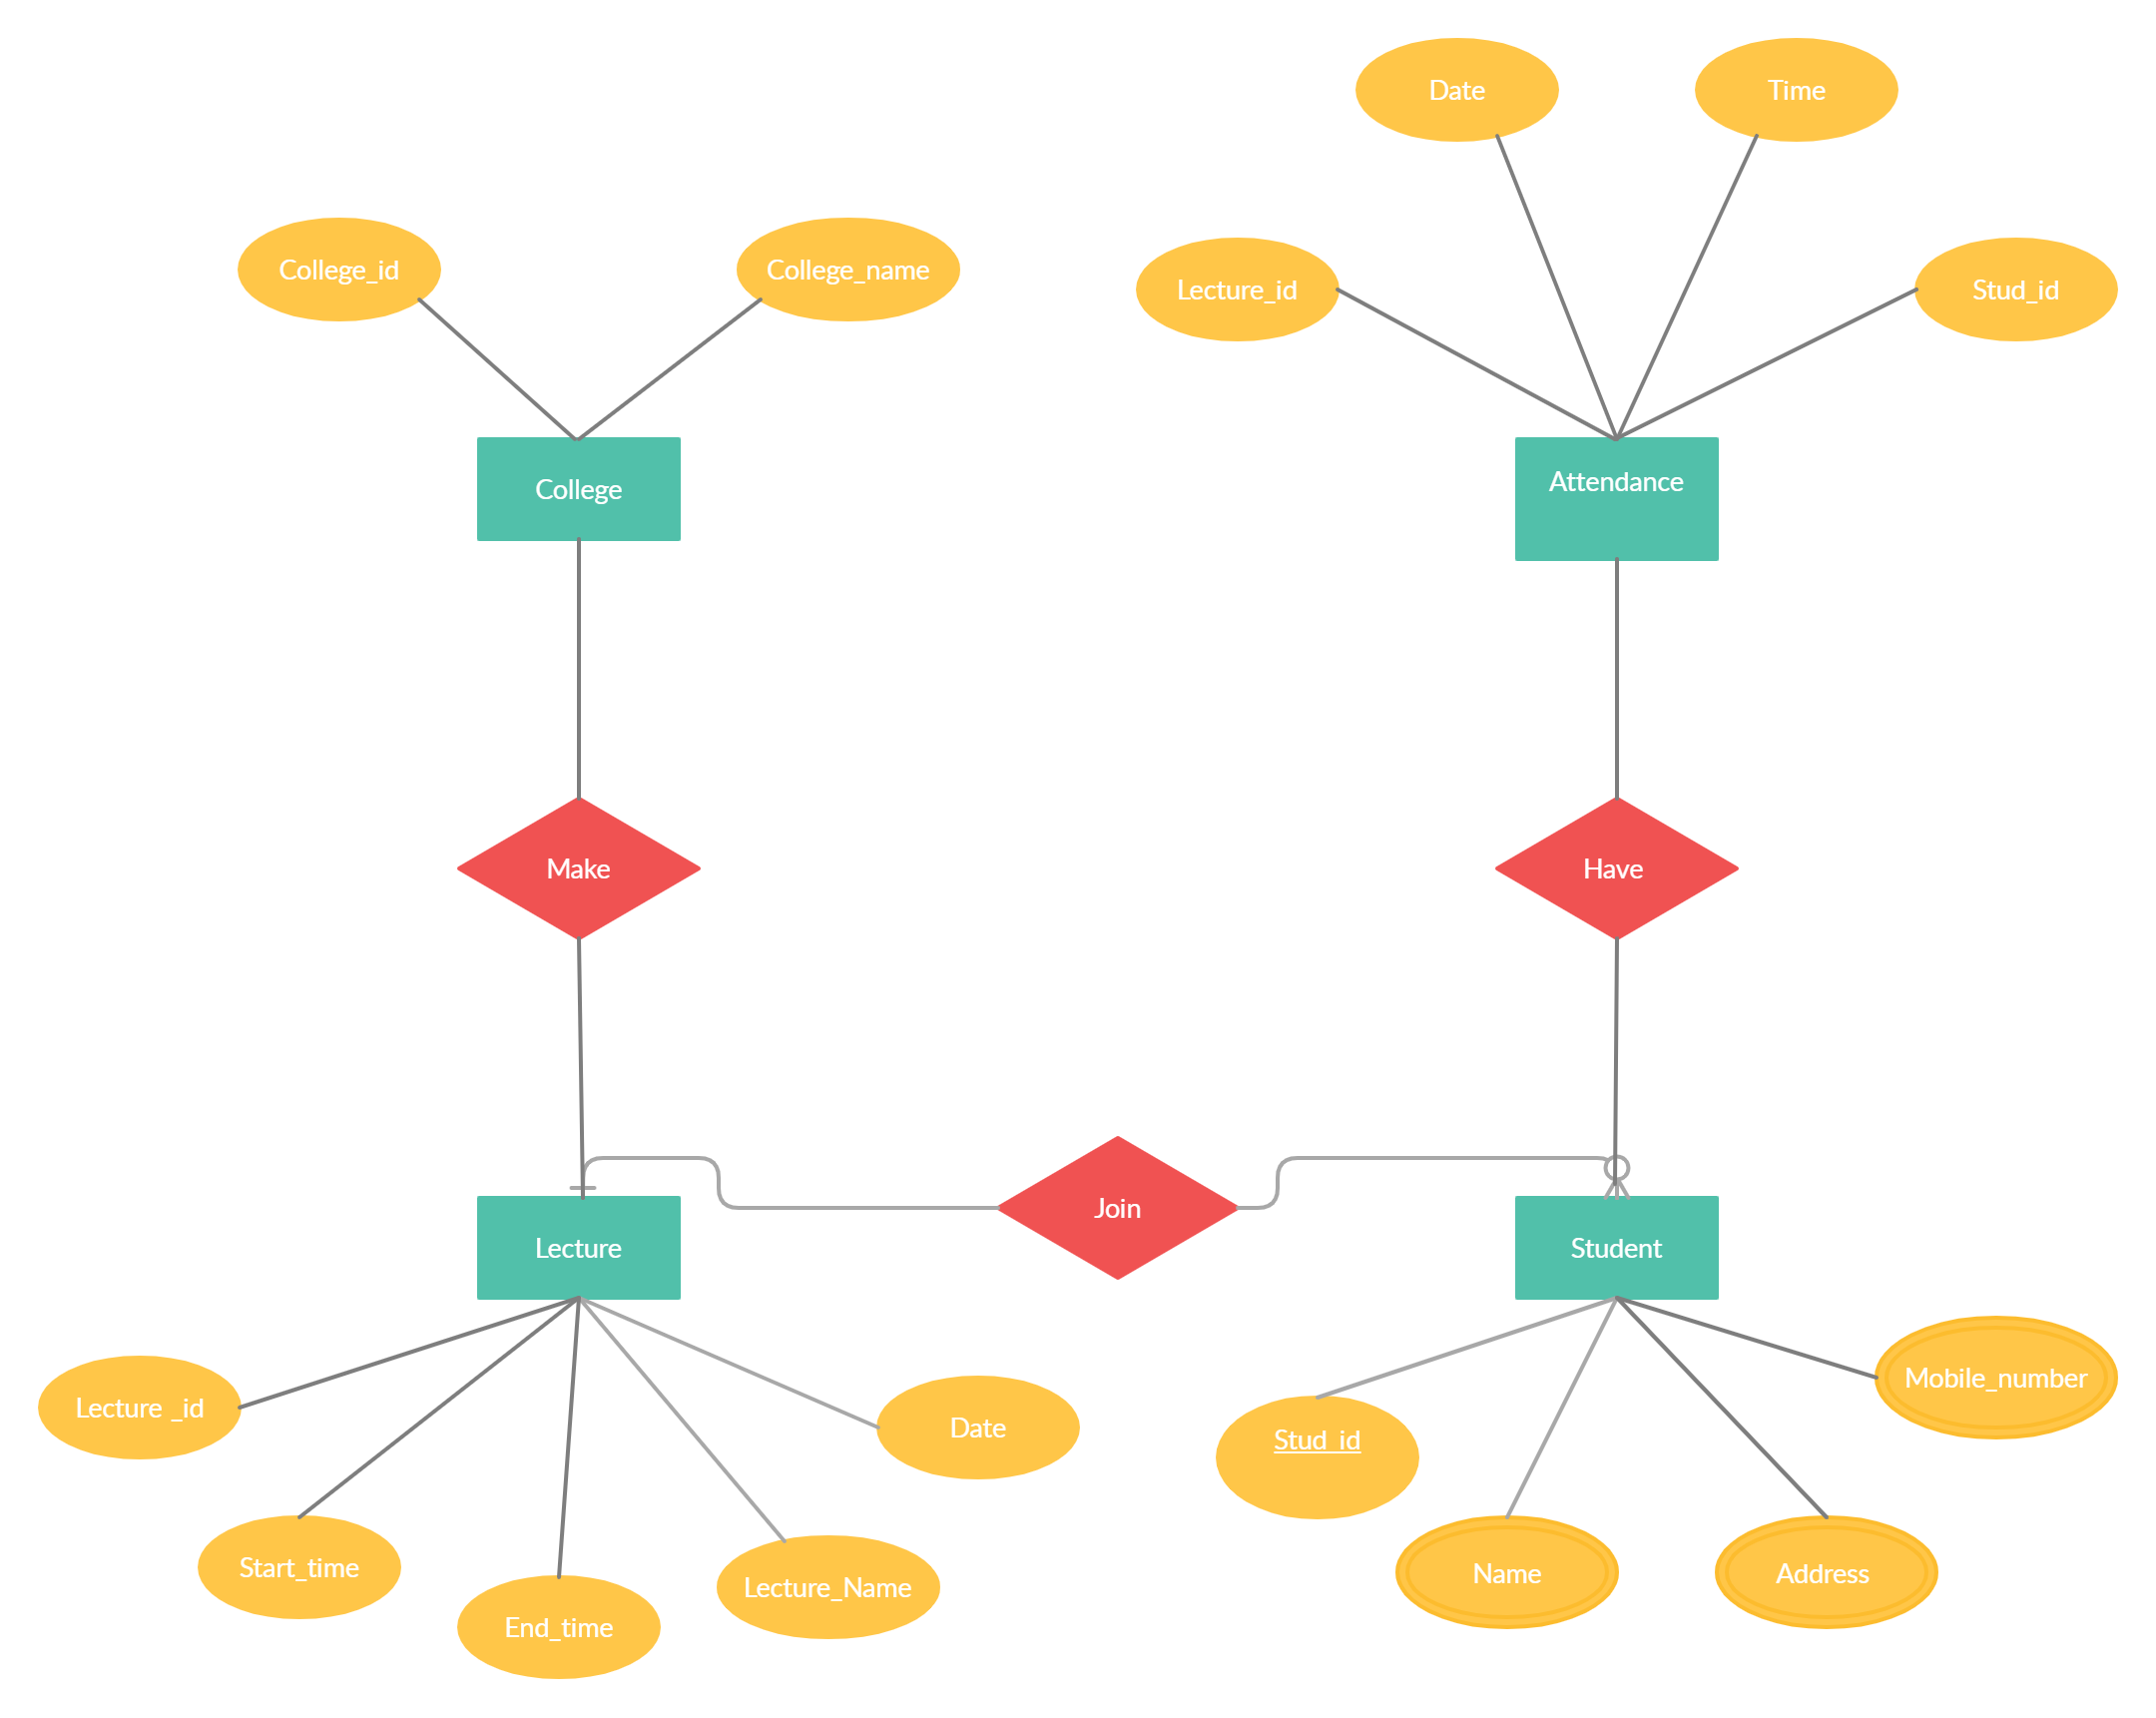 Date
Time
College_id
College_name
Lecture_id
Stud_id
College
Attendance
Make
Have
Join
Lecture
Student
Lecture _id
Date
Mobile_number
Stud_id
Start_time
End_time
Lecture_Name
Name
Address